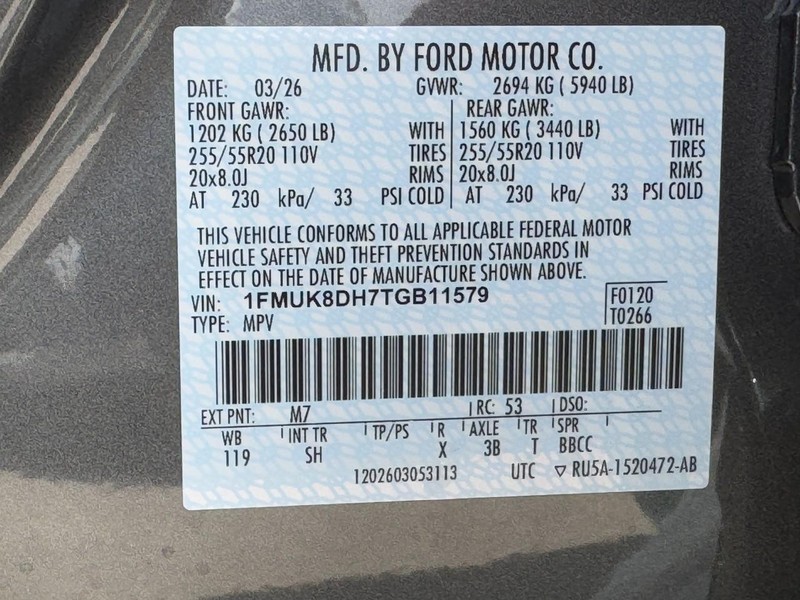 MFD. BY FORD MOTOR CO.
DATE: 03/26 GVWR: 2694 KG ( 5940 LB)
FRONT GAWR: REAR GAWR:
1202 KG ( 2650 LB) WITH 1560 KG ( 3440 LB) WITH
255/55R20 110V TIRES 255/55R20 110V TIRES
20x8.0J RIMS 20x8.0J RIMS
AT 230 kPa/ 33 PSI COLD AT 230 kPa/ 33 PSI COLD
THIS VEHICLE CONFORMS TO ALL APPLICABLE FEDERAL MOTOR
VEHICLE SAFETY AND THEFT PREVENTION STANDARDS IN
EFFECT ON THE DATE OF MANUFACTURE SHOWN ABOVE.
VIN: 1FMUK8DH7TGB11579 F0120
TYPE: MPV T0266
EXT PNT: M7 RC: 53 DSO:
WB INT TR TP/PS R AXLE TR SPR
119 SH X 3B T BBCC
1202603053113 UTC ▽ RU5A-1520472-AB